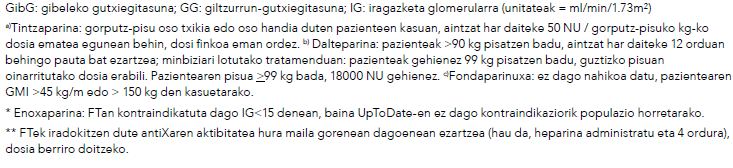 GibG: gibeleko gutxiegitasuna; GG: giltzurrun-gutxiegitasuna; IG: iragazketa glomerularra (unitateak = ml/min/1.73m²)
ᵃ⁾Tintzaparina: gorputz-pisu oso txikia edo oso handia duten pazienteen kasuan, aintzat har daiteke 50 NU / gorputz-pisuko kg-ko
dosia ematea egunean behin, dosi finkoa eman ordez. ᵇ⁾ Dalteparina: pazienteak >90 kg pisatzen badu, aintzat har daiteke 12 orduan
behingo pauta bat ezartzea; minbiziari lotutako tratamenduan: pazienteak gehienez 99 kg pisatzen badu, guztizko pisuan
oinarritutako dosia erabili. Pazientearen pisua ≥99 kg bada, 18000 NU gehienez. ᵈFondaparinuxa: ez dago nahikoa datu, pazientearen
GMI >45 kg/m edo > 150 kg den kasuetarako.
* Enoxaparina: FTan kontraindikatuta dago IG<15 denean, baina UpToDate-en ez dago kontraindikaziorik populazio horretarako.
** FTek iradokitzen dute antiXaren aktibitatea hura maila gorenean dagoenean ezartzea (hau da, heparina administratu eta 4 ordura),
dosia berriro doitzeko.